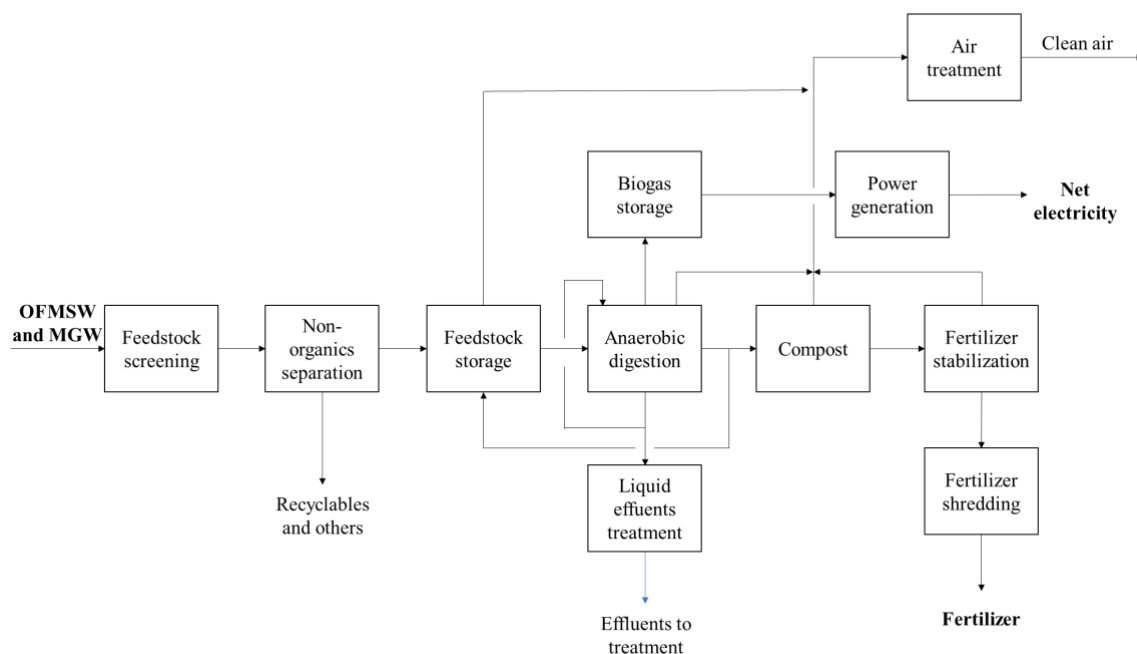 Air
treatment
Clean air
Biogas
storage
Power
generation
Net
electricity
OFMSW
and MGW
Feedstock
screening
Non-
organics
separation
Feedstock
storage
Anaerobic
digestion
Compost
Fertilizer
stabilization
Recyclables
and others
Liquid
effuents
treatment
Fertilizer
shredding
Effluents to
treatment
Fertilizer